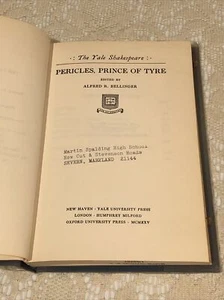 ·: The Yale Shakespeare :·
PERICLES, PRINCE OF TYRE
EDITED BY
ALFRED R. BELLINGER
Martin Spalding High School
New Cut & Stevenson Roads
SEVERN, MARYLAND 21144
NEW HAVEN · YALE UNIVERSITY PRESS
LONDON · HUMPHREY MILFORD
OXFORD UNIVERSITY PRESS · MCMXXV